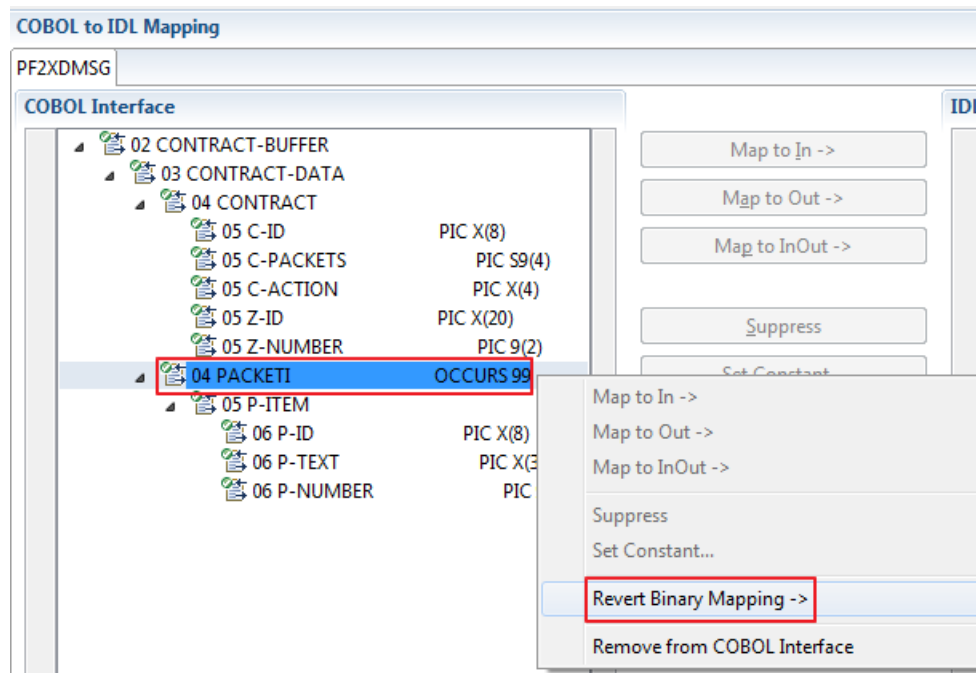 COBOL to IDL Mapping
PF2XDMSG
COBOL Interface
02 CONTRACT-BUFFER
03 CONTRACT-DATA
04 CONTRACT
05 C-ID PIC X(8)
05 C-PACKETS PIC S9(4)
05 C-ACTION PIC X(4)
05 Z-ID PIC X(20)
05 Z-NUMBER PIC 9(2)
04 PACKETI OCCURS 99
05 P-ITEM
06 P-ID PIC X(8)
06 P-TEXT PIC X(3
06 P-NUMBER PIC
Map to In ->
Map to Out ->
Map to InOut ->
Suppress
Set Constant
Map to In ->
Map to Out ->
Map to InOut ->
Suppress
Set Constant...
Revert Binary Mapping ->
Remove from COBOL Interface